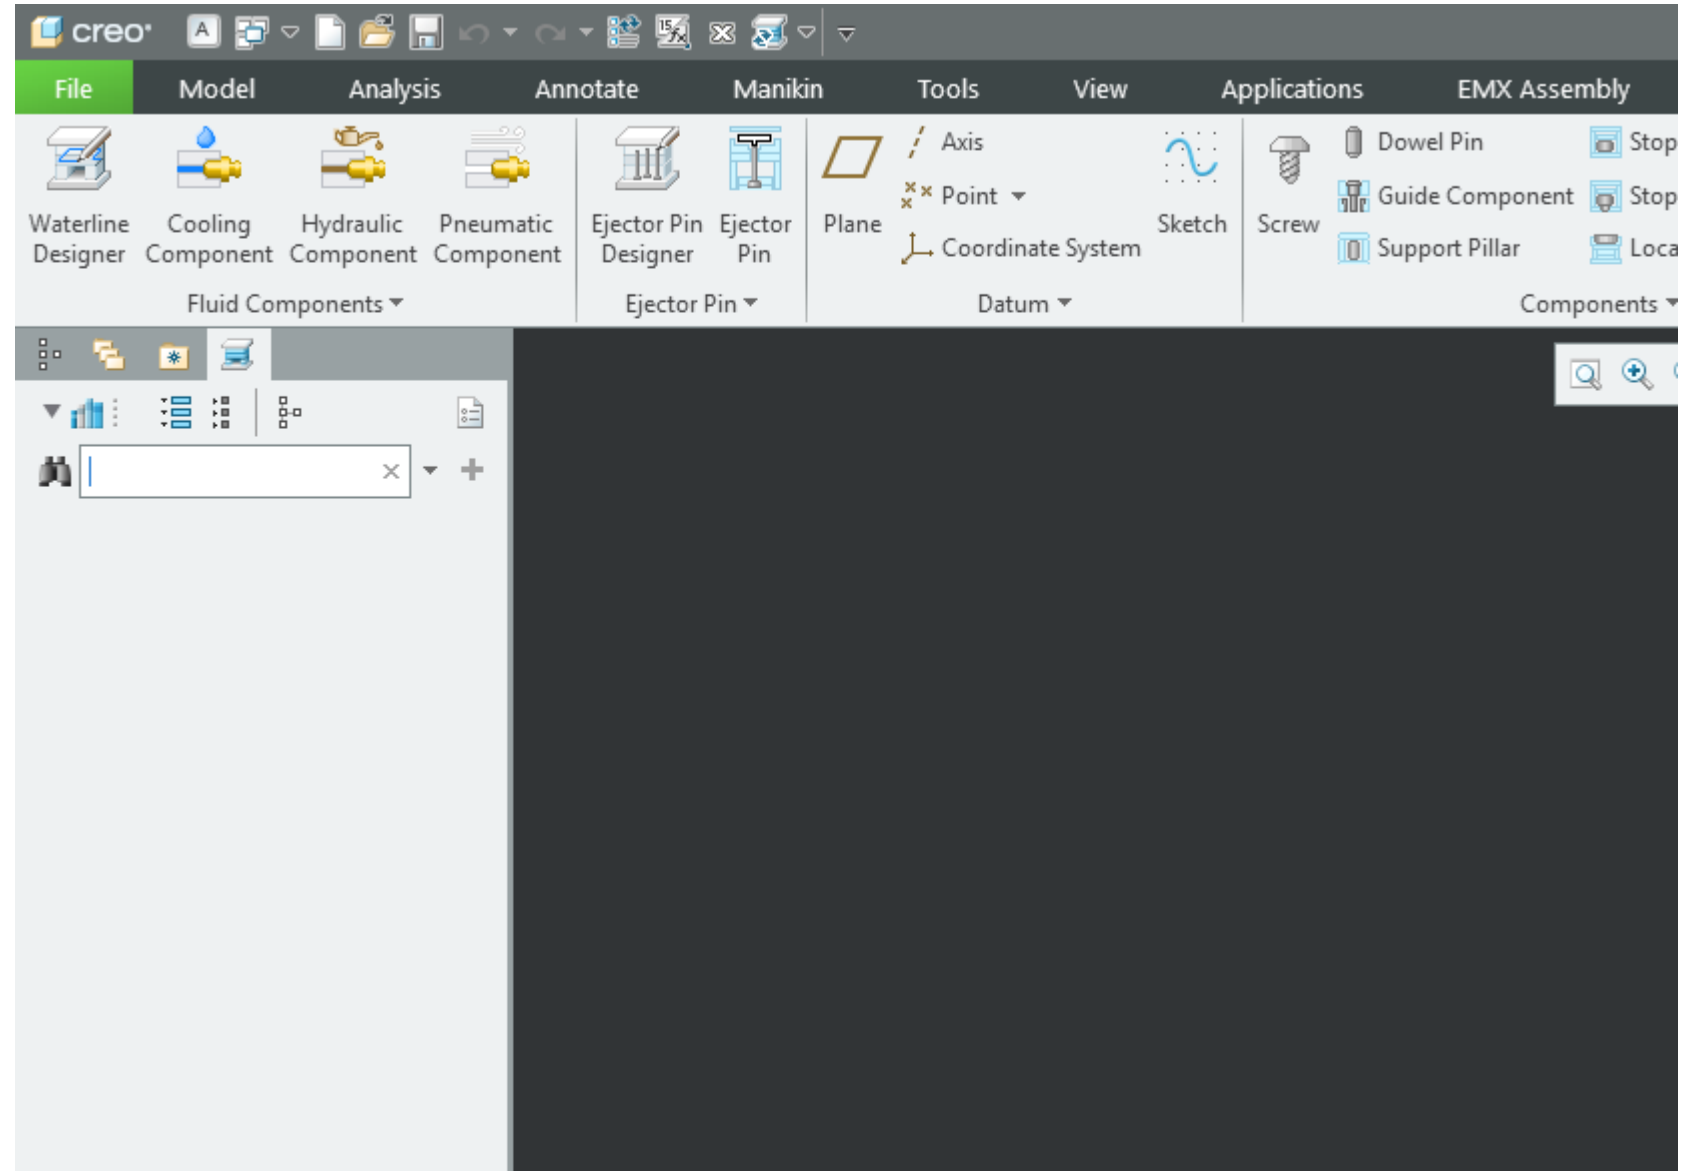 creo
File Model Analysis Annotate Manikin Tools View Applications EMX Assembly
Waterline Designer
Cooling Component
Hydraulic Component
Pneumatic Component
Fluid Components
Ejector Pin Designer
Ejector Pin
Ejector Pin
Plane
Axis
Point
Coordinate System
Sketch
Datum
Screw
Dowel Pin
Guide Component
Support Pillar
Stop
Stop
Loca
Components